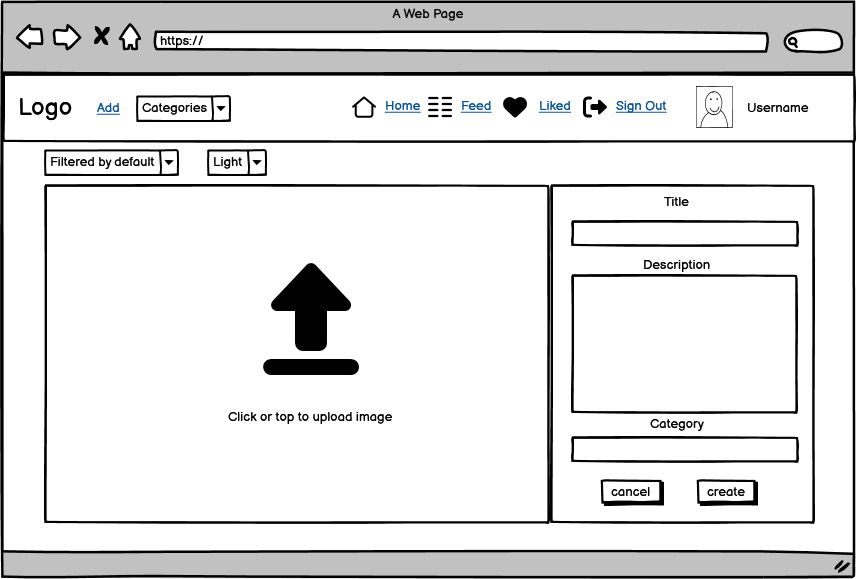 A Web Page
https://
Logo
Add
Categories
Home
Feed
Liked
Sign Out
Username
Filtered by default
Light
Title
Description
Click or top to upload image
Category
cancel
create